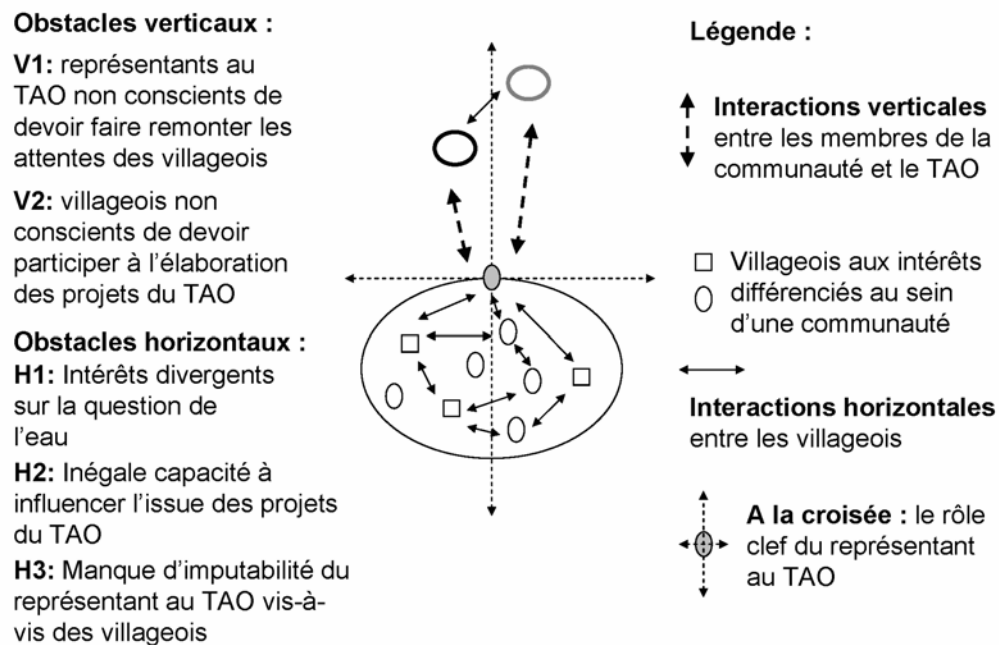 Obstacles verticaux :
V1: représentants au
TAO non conscients de
devoir faire remonter les
attentes des villageois
V2: villageois non
conscients de devoir
participer à l'élaboration
des projets du TAO
Obstacles horizontaux :
H1: Intérêts divergents
sur la question de
l'eau
H2: Inégale capacité à
influencer l'issue des projets
du TAO
H3: Manque d'imputabilité du
représentant au TAO vis-à-
vis des villageois
Légende :
Interactions verticales
entre les membres de la
communauté et le TAO
Villageois aux intérêts
différenciés au sein
d'une communauté
Interactions horizontales
entre les villageois
A la croisée : le rôle
clef du représentant
au TAO